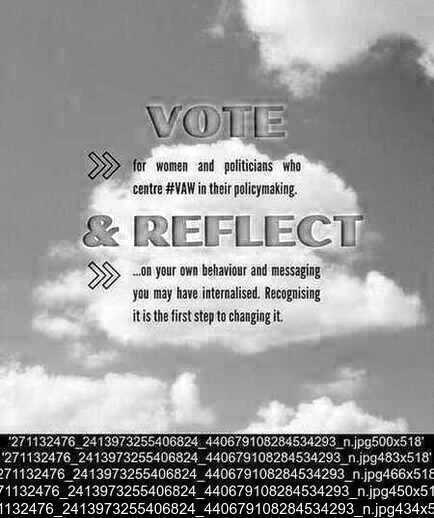 VOTE
for women and politicians who
centre #VAW in their policymaking.
& REFLECT
...on your own behaviour and messaging
you may have internalised. Recognising
it is the first step to changing it.
'271132476_2413973255406824_440679108284534293_n.jpg500x518'
'271132476_2413973255406824_440679108284534293_n.jpg483x518'
271132476_2413973255406824_440679108284534293_n.jpg466x518
271132476_2413973255406824_440679108284534293_n.jpg450x51
1132476_2413973255406824_440679108284534293_n.jpg434x5